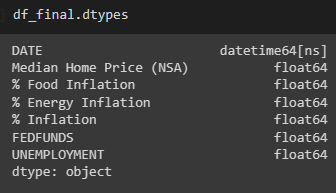 df_final.dtypes
DATE datetime64[ns]
Median Home Price (NSA) float64
% Food Inflation float64
% Energy Inflation float64
% Inflation float64
FEDFUNDS float64
UNEMPLOYMENT float64
dtype: object